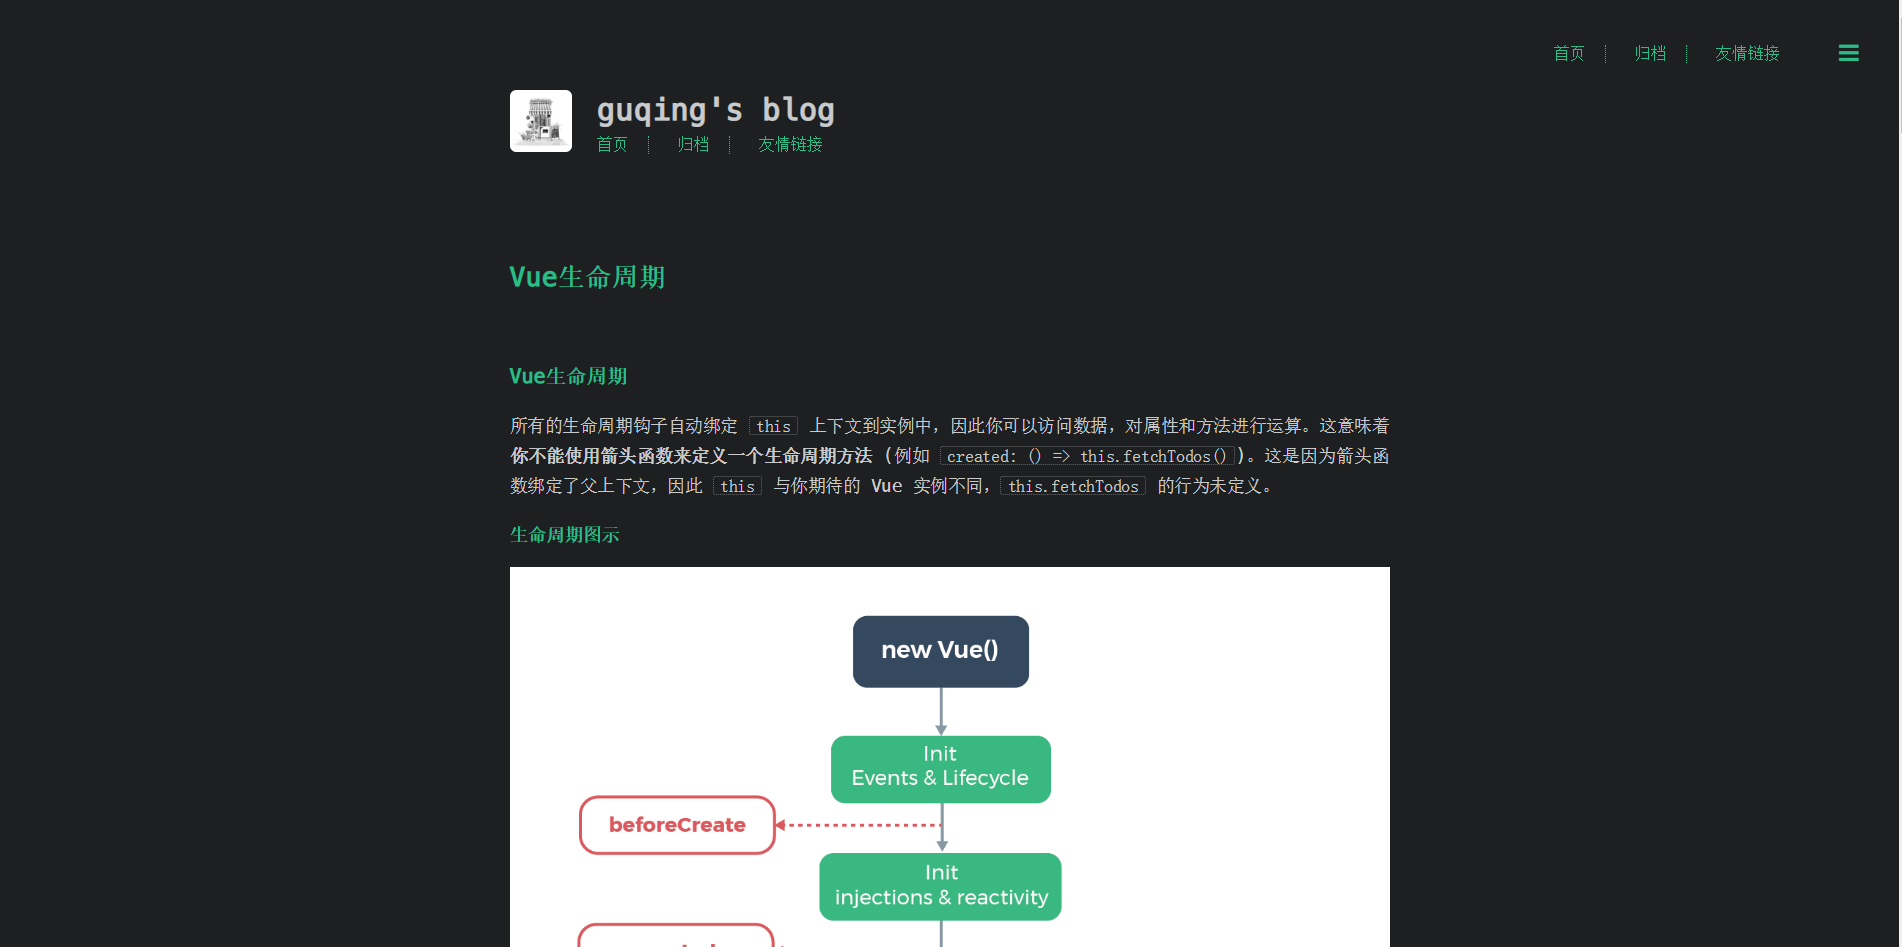 首页 归档 友情链接
guqing's blog
首页 归档 友情链接
Vue生命周期
Vue生命周期
所有的生命周期钩子自动绑定 this 上下文到实例中，因此你可以访问数据，对属性和方法进行运算。这意味着
你不能使用箭头函数来定义一个生命周期方法 (例如 created: () => this.fetchTodos())。这是因为箭头函
数绑定了父上下文，因此 this 与你期待的 Vue 实例不同，this.fetchTodos 的行为未定义。
生命周期图示
new Vue()
Init
Events & Lifecycle
beforeCreate
Init
injections & reactivity